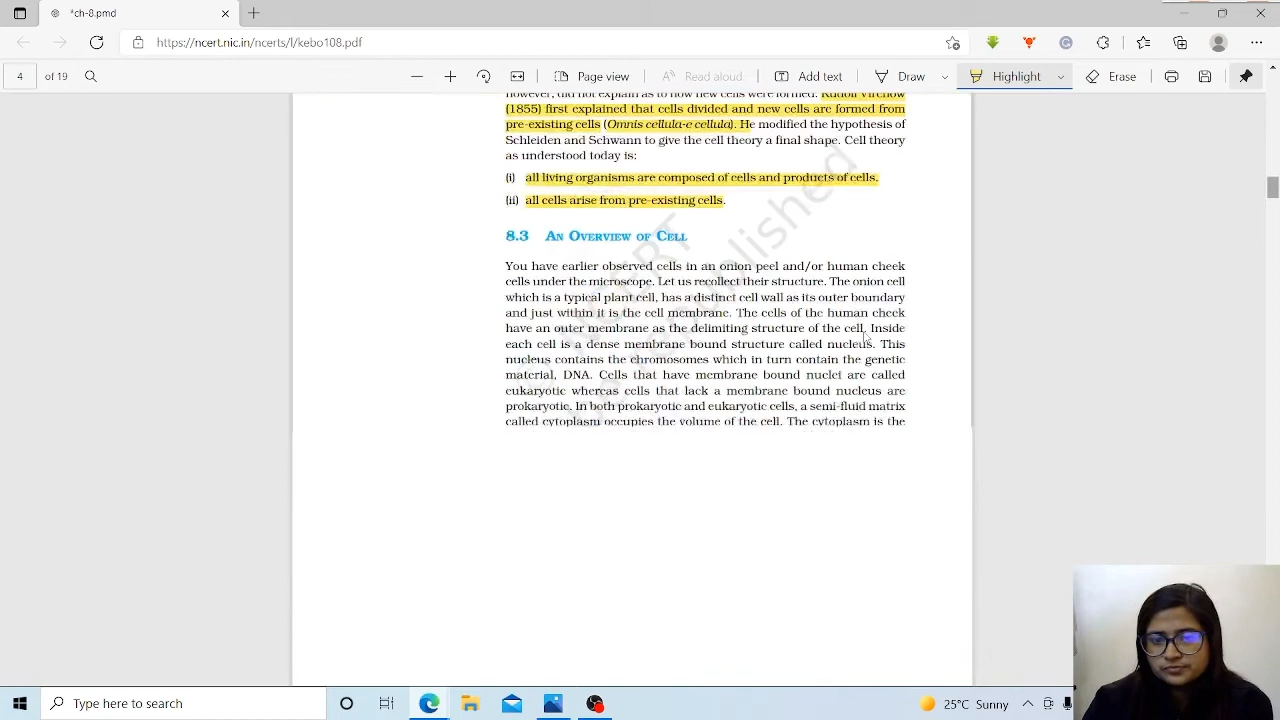 *ch-8.pmd
https://ncert.nic.in/ncerts/l/kebo108.pdf
4 of 19
Page view
Read aloud
Add text
Draw
Highlight
Erase
however, did not explain as to how new cells were formed. Rudolf Virchow
(1855) first explained that cells divided and new cells are formed from
pre-existing cells (Omnis cellula-e cellula). He modified the hypothesis of
Schleiden and Schwann to give the cell theory a final shape. Cell theory
as understood today is:
(i) all living organisms are composed of cells and products of cells.
(ii) all cells arise from pre-existing cells.
8.3 AN OVERVIEW OF CELL
You have earlier observed cells in an onion peel and/or human cheek
cells under the microscope. Let us recollect their structure. The onion cell
which is a typical plant cell, has a distinct cell wall as its outer boundary
and just within it is the cell membrane. The cells of the human cheek
have an outer membrane as the delimiting structure of the cell. Inside
each cell is a dense membrane bound structure called nucleus. This
nucleus contains the chromosomes which in turn contain the genetic
material, DNA. Cells that have membrane bound nuclei are called
eukaryotic whereas cells that lack a membrane bound nucleus are
prokaryotic. In both prokaryotic and eukaryotic cells, a semi-fluid matrix
called cytoplasm occupies the volume of the cell. The cytoplasm is the
NCERT
published
Type here to search
25°C Sunny